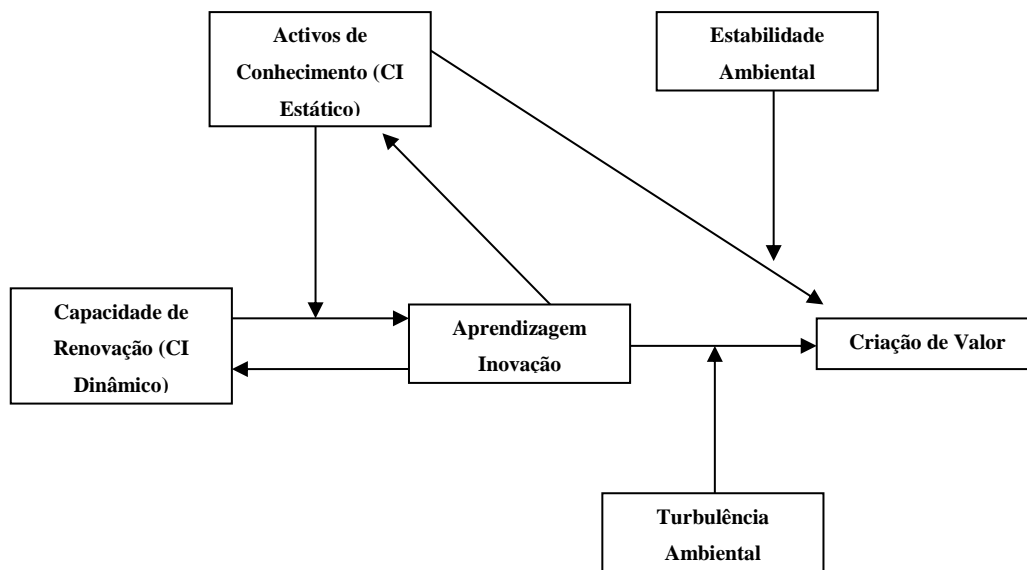 Activos de
Conhecimento (CI
Estático)
Estabilidade
Ambiental
Capacidade de
Renovação (CI
Dinâmico)
Aprendizagem
Inovação
Criação de Valor
Turbulência
Ambiental